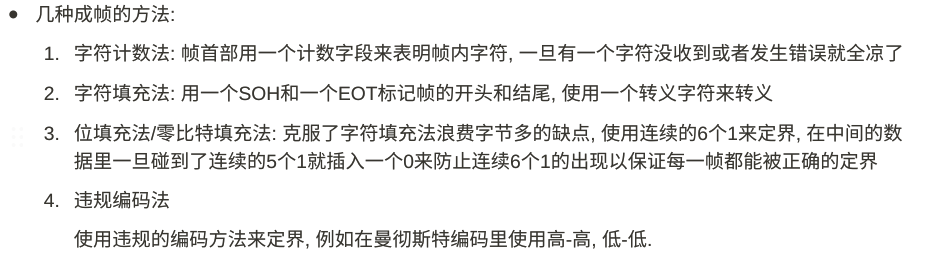 ● 几种成帧的方法:
1. 字符计数法: 帧首部用一个计数字段来表明帧内字符, 一旦有一个字符没收到或者发生错误就全凉了
2. 字符填充法: 用一个SOH和一个EOT标记帧的开头和结尾, 使用一个转义字符来转义
3. 位填充法/零比特填充法: 克服了字符填充法浪费字节多的缺点, 使用连续的6个1来定界, 在中间的数
据里一旦碰到了连续的5个1就插入一个0来防止连续6个1的出现以保证每一帧都能被正确的定界
4. 违规编码法
使用违规的编码方法来定界, 例如在曼彻斯特编码里使用高-高, 低-低.